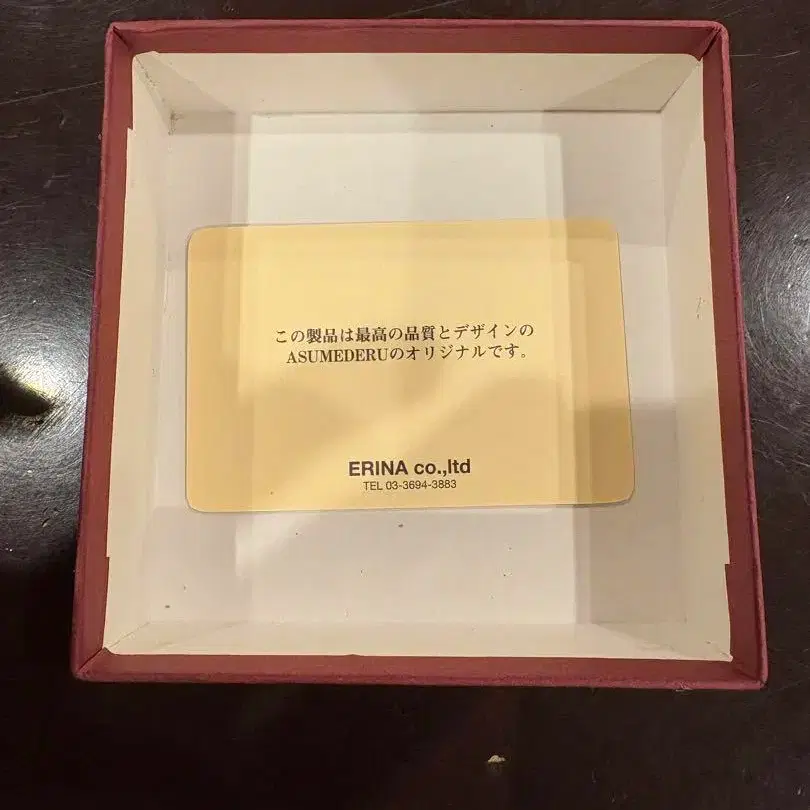 この製品は最高の品質とデザインの
ASUMEDERUのオリジナルです。
ERINA co.,ltd
TEL 03-3694-3883